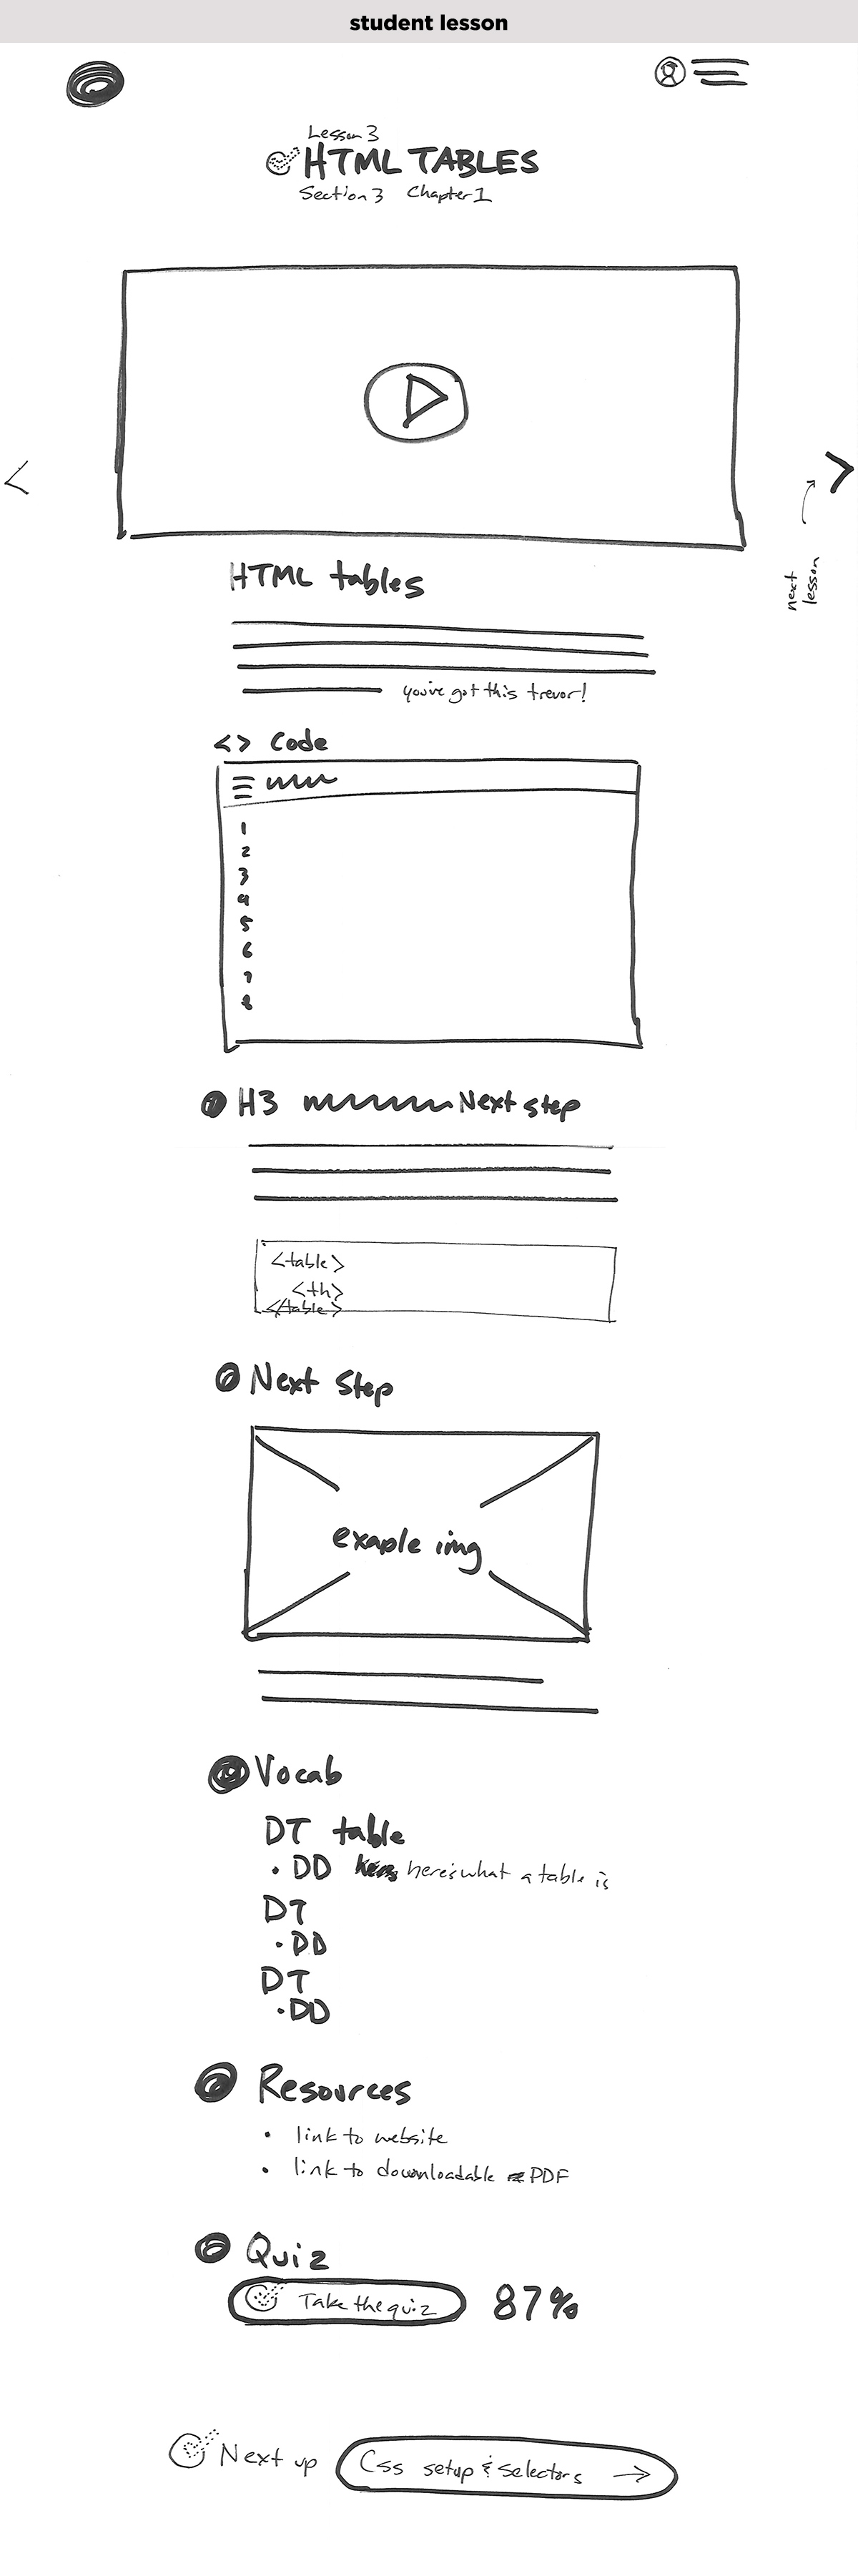 student lesson
Lesson 3
HTML TABLES
Section 3 Chapter 1
HTML tables
next
lesson
you've got this trevor!
<> Code
1
2
3
4
5
6
7
8
H3 Next step
<table>
<th>
</table>
Next Step
exaple img
Vocab
DT table
• DD here's what a table is
DT
• DD
DT
• DD
Resources
• link to website
• link to downloadable PDF
Quiz
Take the quiz 87%
Next up Css setup & selectors →